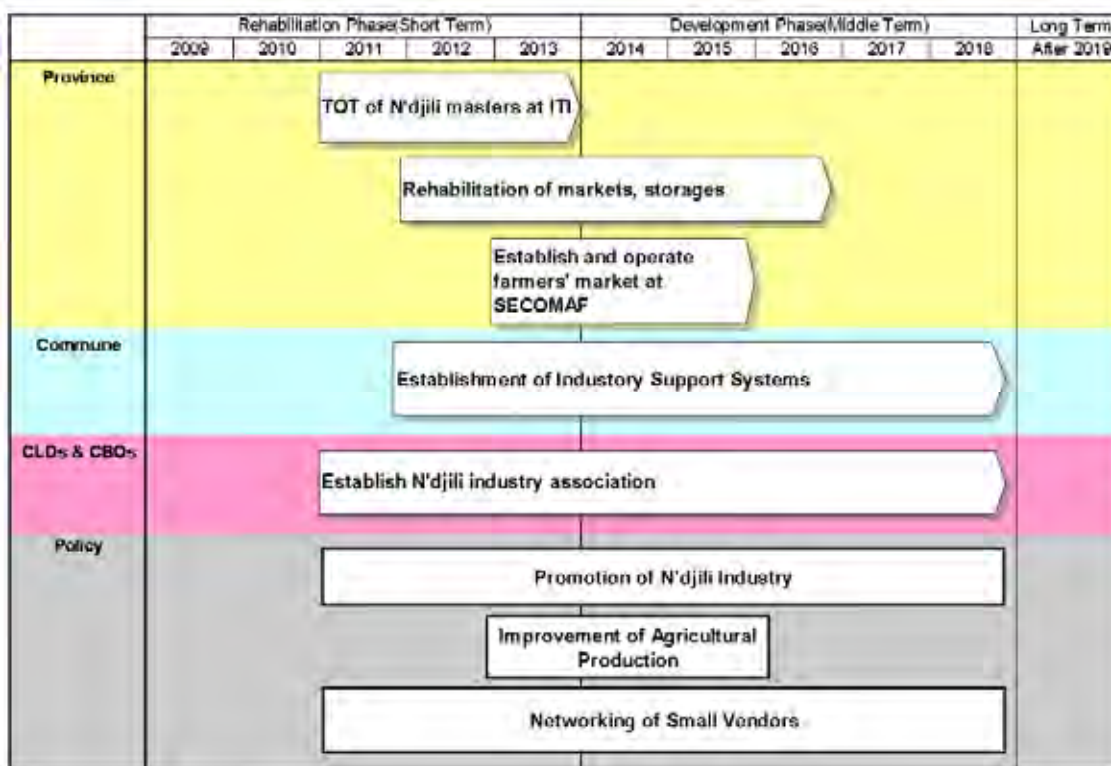 Rehabilitation Phase(Short Term) Development Phase(Middle Term) Long Term
2009 2010 2011 2012 2013 2014 2015 2016 2017 2018 After 2019
Province
TOT of N'djili masters at ITI
Rehabilitation of markets, storages
Establish and operate
farmers' market at
SECOMAF
Commune
Establishment of Industory Support Systems
CLDs & CBOs
Establish N'djili industry association
Policy
Promotion of N'djili Industry
Improvement of Agricultural
Production
Networking of Small Vendors